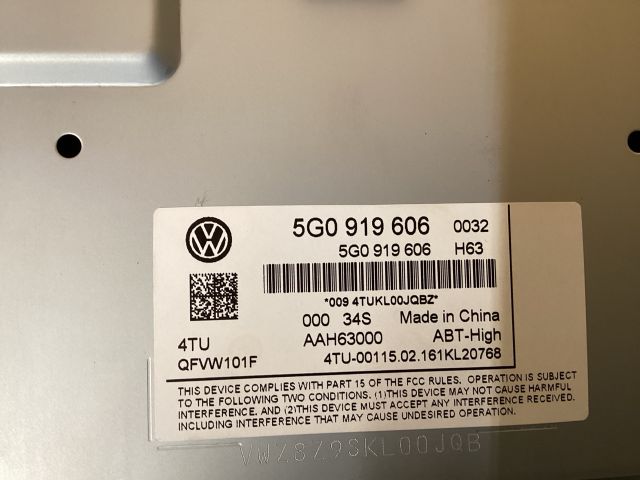 5G0 919 606 0032
5G0 919 606 H63
*009 4TUKL00JQBZ*
000 34S Made in China
4TU AAH63000 ABT-High
QFVW101F 4TU-00115.02.161KL20768
THIS DEVICE COMPLIES WITH PART 15 OF THE FCC RULES. OPERATION IS SUBJECT
TO THE FOLLOWING TWO CONDITIONS. (1)THIS DEVICE MAY NOT CAUSE HARMFUL
INTERFERENCE. AND (2)THIS DEVICE MUST ACCEPT ANY INTERFERENCE RECEIVED.
INCLUDING INTERFERENCE THAT MAY CAUSE UNDESIRED OPERATION.
VWZ8Z9SKL00JQB